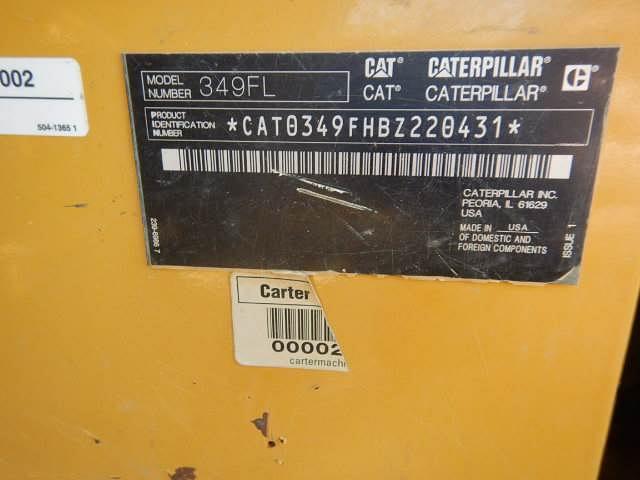 002
504-1365 1
MODEL NUMBER 349FL
CAT® CATERPILLAR® C®
CAT® CATERPILLAR®
PRODUCT IDENTIFICATION NUMBER *CAT0349FHBZ220431*
CATERPILLAR INC.
PEORIA, IL 61629
USA
MADE IN USA
OF DOMESTIC AND
FOREIGN COMPONENTS
ISSUE 1
Carter
00002
cartermachi